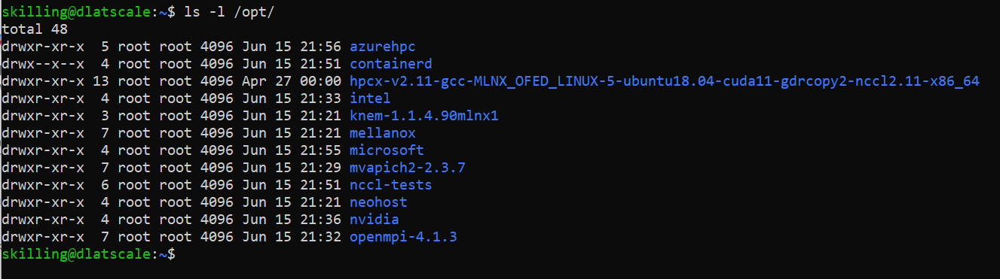 skilling@dlatscale:~$ ls -l /opt/
total 48
drwxr-xr-x  5 root root 4096 Jun 15 21:56 azurehpc
drwx--x--x  4 root root 4096 Jun 15 21:51 containerd
drwxr-xr-x 13 root root 4096 Apr 27 00:00 hpcx-v2.11-gcc-MLNX_OFED_LINUX-5-ubuntu18.04-cuda11-gdrcopy2-nccl2.11-x86_64
drwxr-xr-x  4 root root 4096 Jun 15 21:33 intel
drwxr-xr-x  3 root root 4096 Jun 15 21:21 knem-1.1.4.90mlnx1
drwxr-xr-x  7 root root 4096 Jun 15 21:21 mellanox
drwxr-xr-x  4 root root 4096 Jun 15 21:55 microsoft
drwxr-xr-x  7 root root 4096 Jun 15 21:29 mvapich2-2.3.7
drwxr-xr-x  6 root root 4096 Jun 15 21:51 nccl-tests
drwxr-xr-x  4 root root 4096 Jun 15 21:21 neohost
drwxr-xr-x  4 root root 4096 Jun 15 21:36 nvidia
drwxr-xr-x  7 root root 4096 Jun 15 21:32 openmpi-4.1.3
skilling@dlatscale:~$